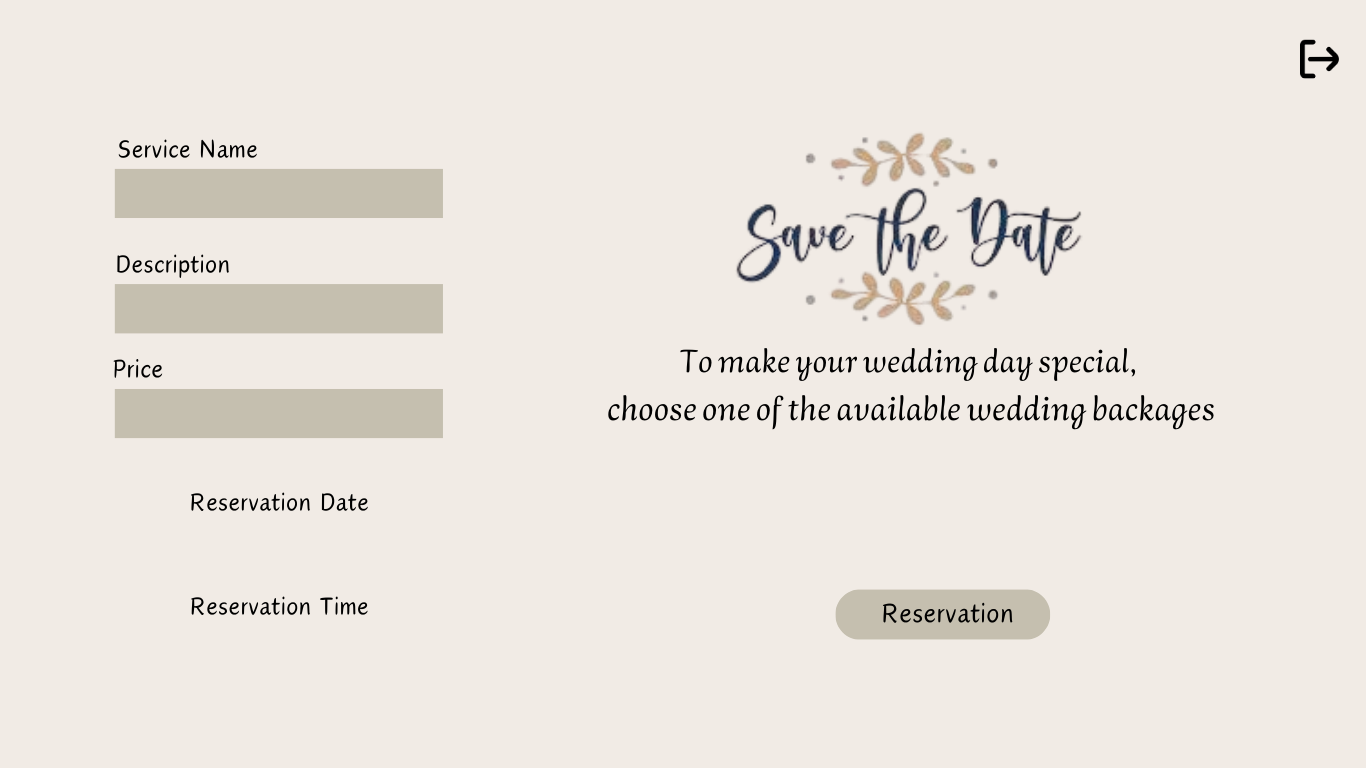 Service Name
Description
Price
Reservation Date
Reservation Time
Save the Date
To make your wedding day special,
choose one of the available wedding backages
Reservation